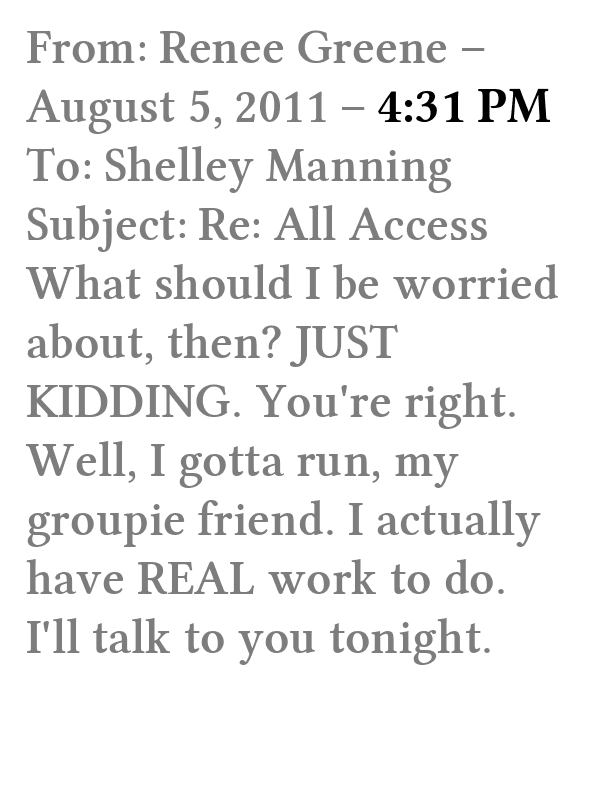 From: Renee Greene –
August 5, 2011 – 4:31 PM
To: Shelley Manning
Subject: Re: All Access
What should I be worried
about, then? JUST
KIDDING. You're right.
Well, I gotta run, my
groupie friend. I actually
have REAL work to do.
I'll talk to you tonight.